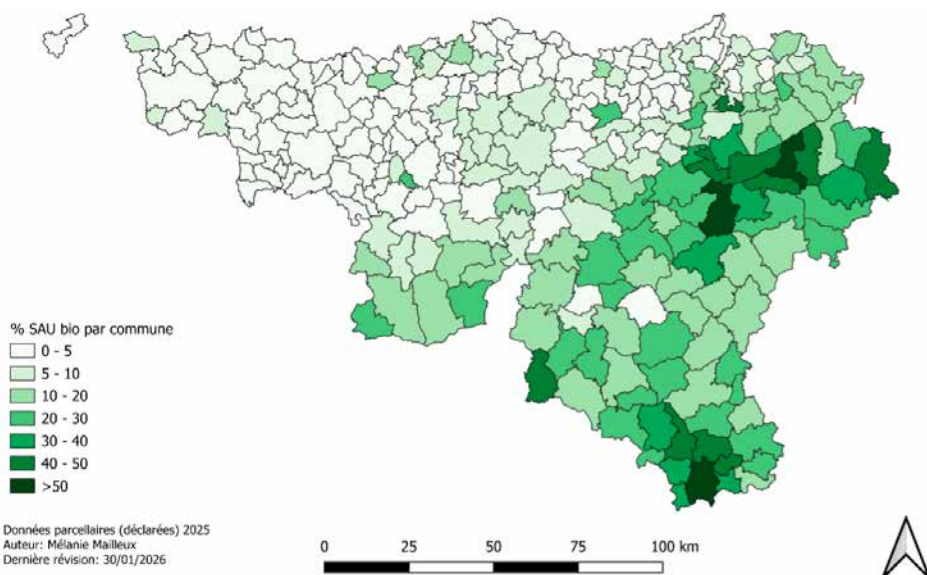 % SAU bio par commune
0 - 5
5 - 10
10 - 20
20 - 30
30 - 40
40 - 50
>50
Données parcellaires (déclarées) 2025
Auteur: Mélanie Mailleux
Dernière révision: 30/01/2026
0 25 50 75 100 km